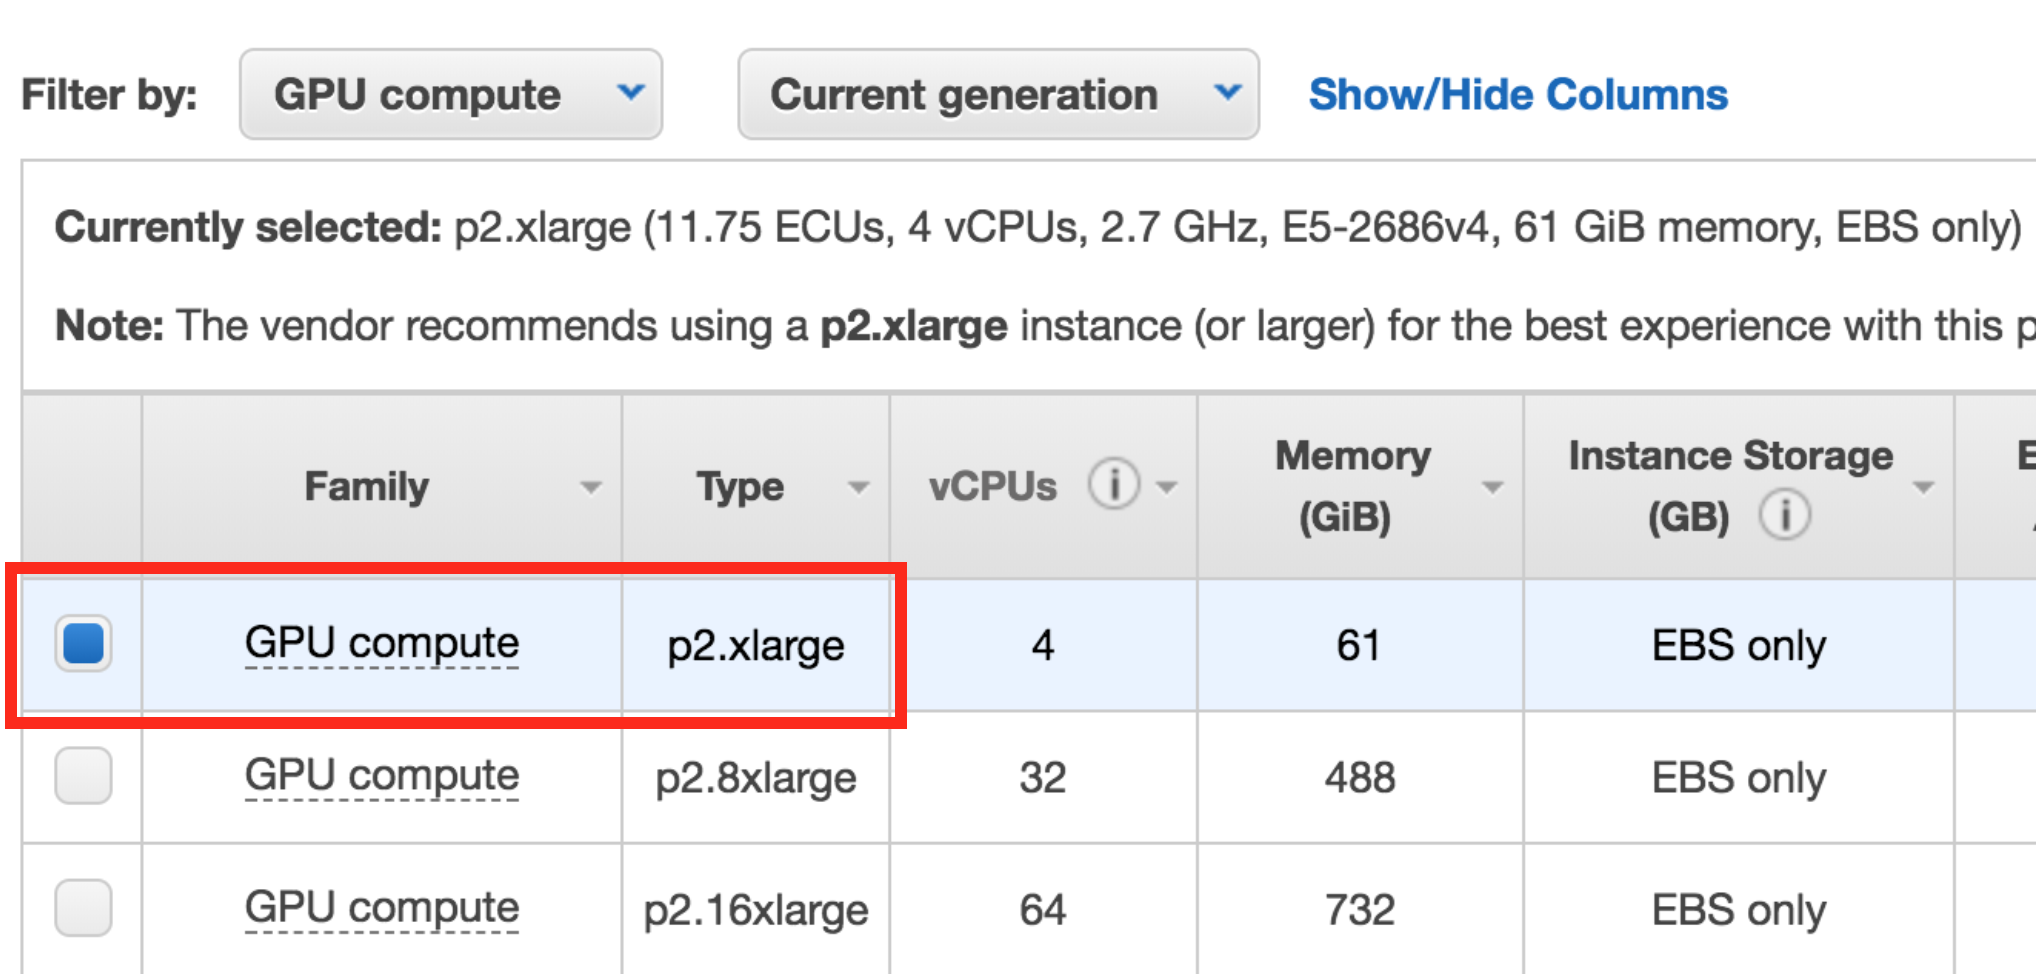 Filter by: GPU compute Current generation Show/Hide Columns
Currently selected: p2.xlarge (11.75 ECUs, 4 vCPUs, 2.7 GHz, E5-2686v4, 61 GiB memory, EBS only)
Note: The vendor recommends using a p2.xlarge instance (or larger) for the best experience with this
Family Type vCPUs i Memory (GiB) Instance Storage (GB) i
GPU compute p2.xlarge 4 61 EBS only
GPU compute p2.8xlarge 32 488 EBS only
GPU compute p2.16xlarge 64 732 EBS only